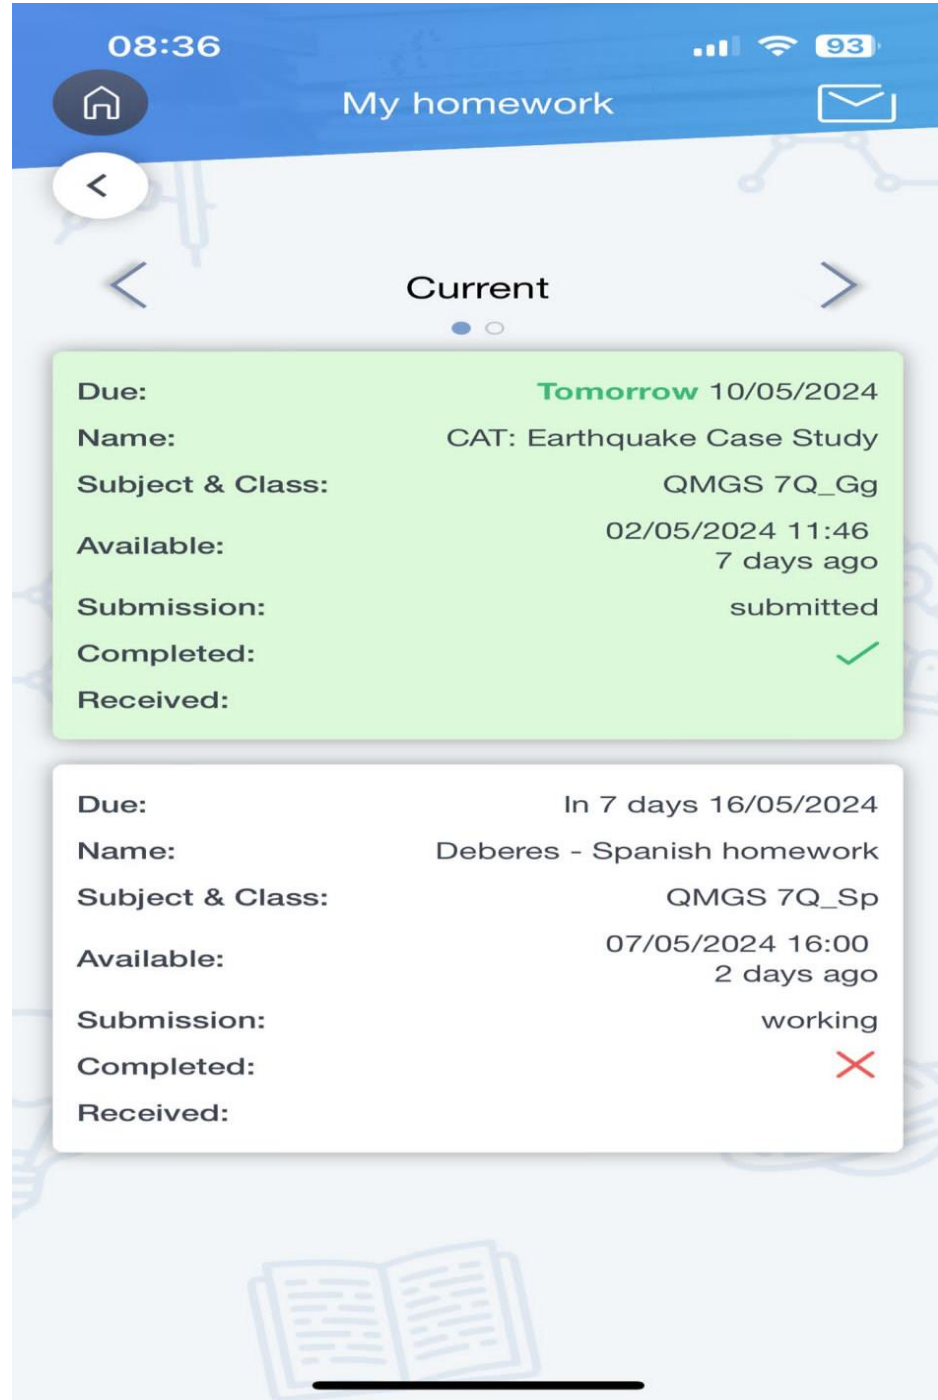 08:36 93
My homework
Current
Due: Tomorrow 10/05/2024
Name: CAT: Earthquake Case Study
Subject & Class: QMGS 7Q_Gg
Available: 02/05/2024 11:46
7 days ago
Submission: submitted
Completed:
Received:
Due: In 7 days 16/05/2024
Name: Deberes - Spanish homework
Subject & Class: QMGS 7Q_Sp
Available: 07/05/2024 16:00
2 days ago
Submission: working
Completed:
Received: